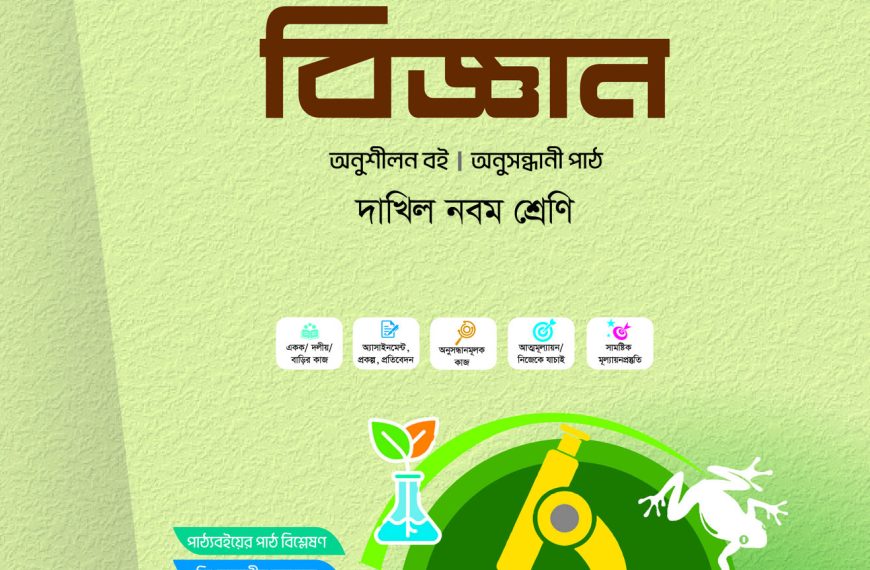 বিজ্ঞান
অনুশীলন বই | অনুসন্ধানী পাঠ
দাখিল নবম শ্রেণি
একক/ দলীয়/
বাড়ির কাজ
অ্যাসাইনমেন্ট,
প্রকল্প, প্রতিবেদন
অনুসন্ধানমূলক
কাজ
আত্মমূল্যায়ন/
নিজেকে যাচাই
সামষ্টিক
মূল্যায়নপ্রস্তুতি
পাঠ্যবইয়ের পাঠ বিশ্লেষণ